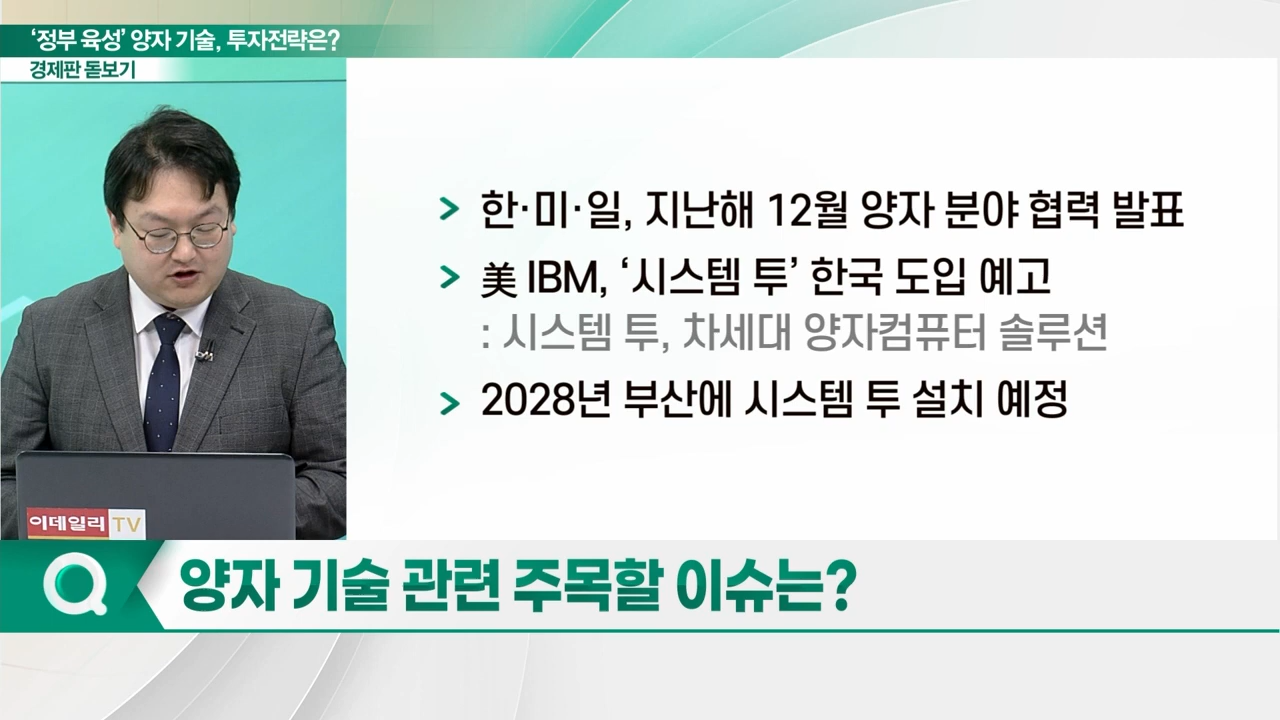 ‘정부 육성’ 양자 기술, 투자전략은?
경제판 돋보기
> 한·미·일, 지난해 12월 양자 분야 협력 발표
> 美 IBM, ‘시스템 투’ 한국 도입 예고
: 시스템 투, 차세대 양자컴퓨터 솔루션
> 2028년 부산에 시스템 투 설치 예정
이데일리 TV
Q 양자 기술 관련 주목할 이슈는?